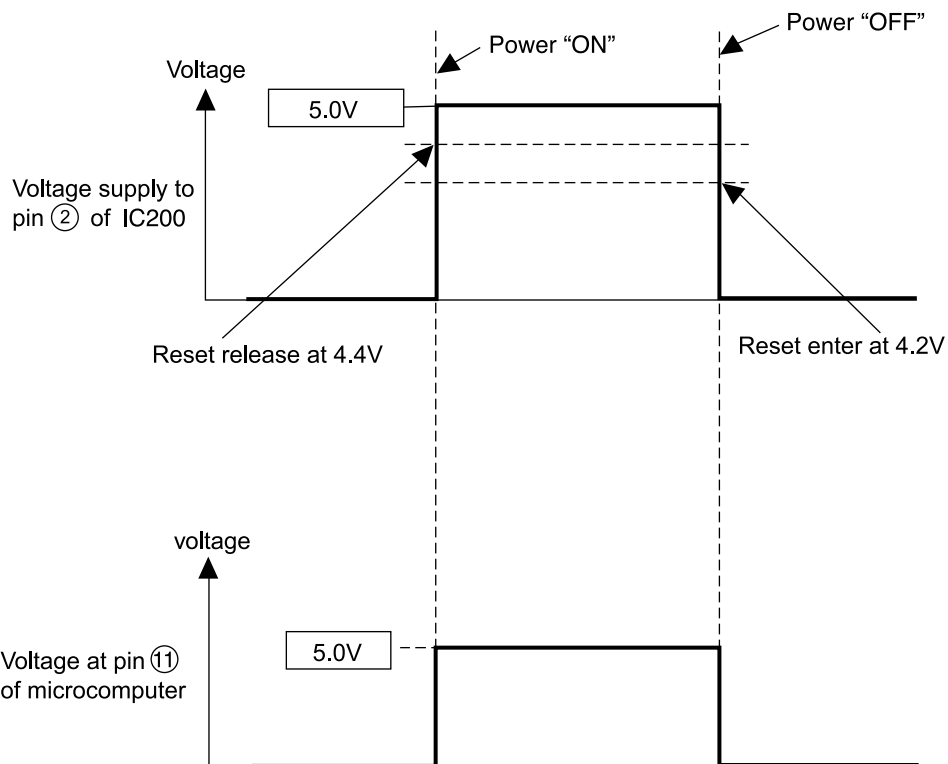 Power “ON”
Power “OFF”
Voltage
5.0V
Voltage supply to
pin ② of IC200
Reset release at 4.4V
Reset enter at 4.2V
voltage
5.0V
Voltage at pin ⑪
of microcomputer